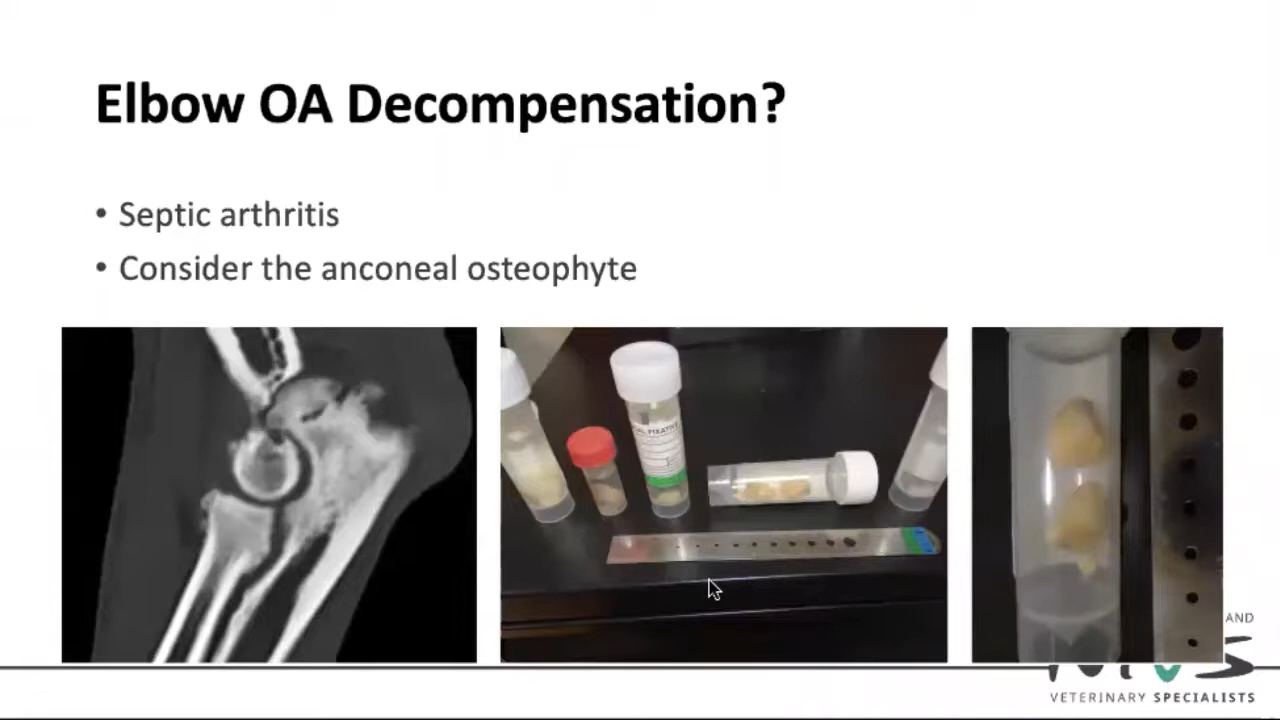 Elbow OA Decompensation?
• Septic arthritis
• Consider the anconeal osteophyte
AND
VETERINARY SPECIALISTS